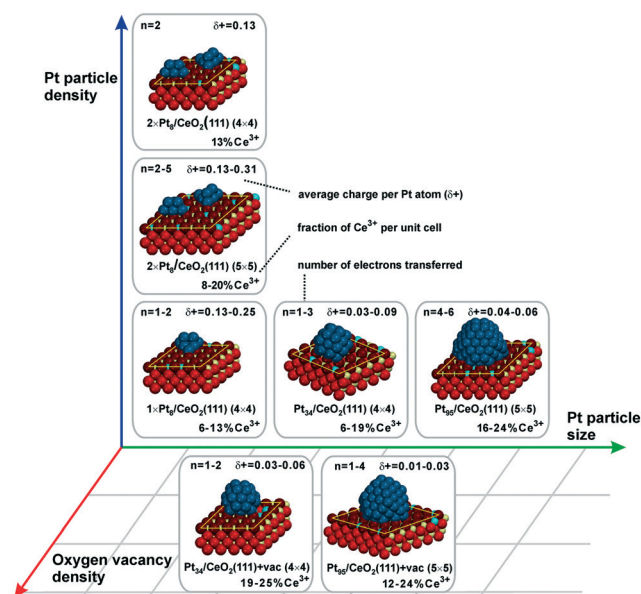 Pt particle
density
n=2 δ+=0.13
2×Pt₈/CeO₂(111) (4×4)
13%Ce³⁺
n=2-5 δ+=0.13-0.31
2×Pt₈/CeO₂(111) (5×5)
8-20%Ce³⁺
average charge per Pt atom (δ+)
fraction of Ce³⁺ per unit cell
number of electrons transferred
n=1-2 δ+=0.13-0.25
1×Pt₈/CeO₂(111) (4×4)
6-13%Ce³⁺
n=1-3 δ+=0.03-0.09
Pt₃₄/CeO₂(111) (4×4)
6-19%Ce³⁺
n=4-6 δ+=0.04-0.06
Pt₉₅/CeO₂(111) (5×5)
16-24%Ce³⁺
Pt particle
size
n=1-2 δ+=0.03-0.06
Pt₃₄/CeO₂(111)+vac (4×4)
19-25%Ce³⁺
n=1-4 δ+=0.01-0.03
Pt₉₅/CeO₂(111)+vac (5×5)
12-24%Ce³⁺
Oxygen vacancy
density